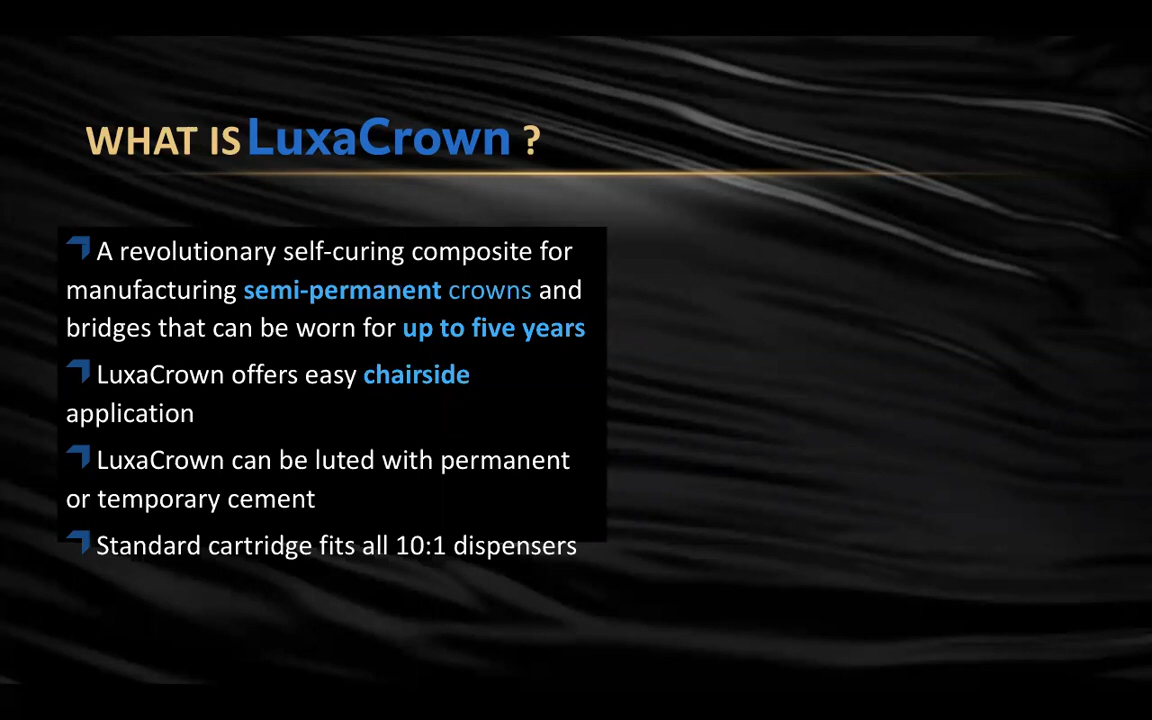 WHAT IS LuxaCrown ?
A revolutionary self-curing composite for
manufacturing semi-permanent crowns and
bridges that can be worn for up to five years
LuxaCrown offers easy chairside
application
LuxaCrown can be luted with permanent
or temporary cement
Standard cartridge fits all 10:1 dispensers